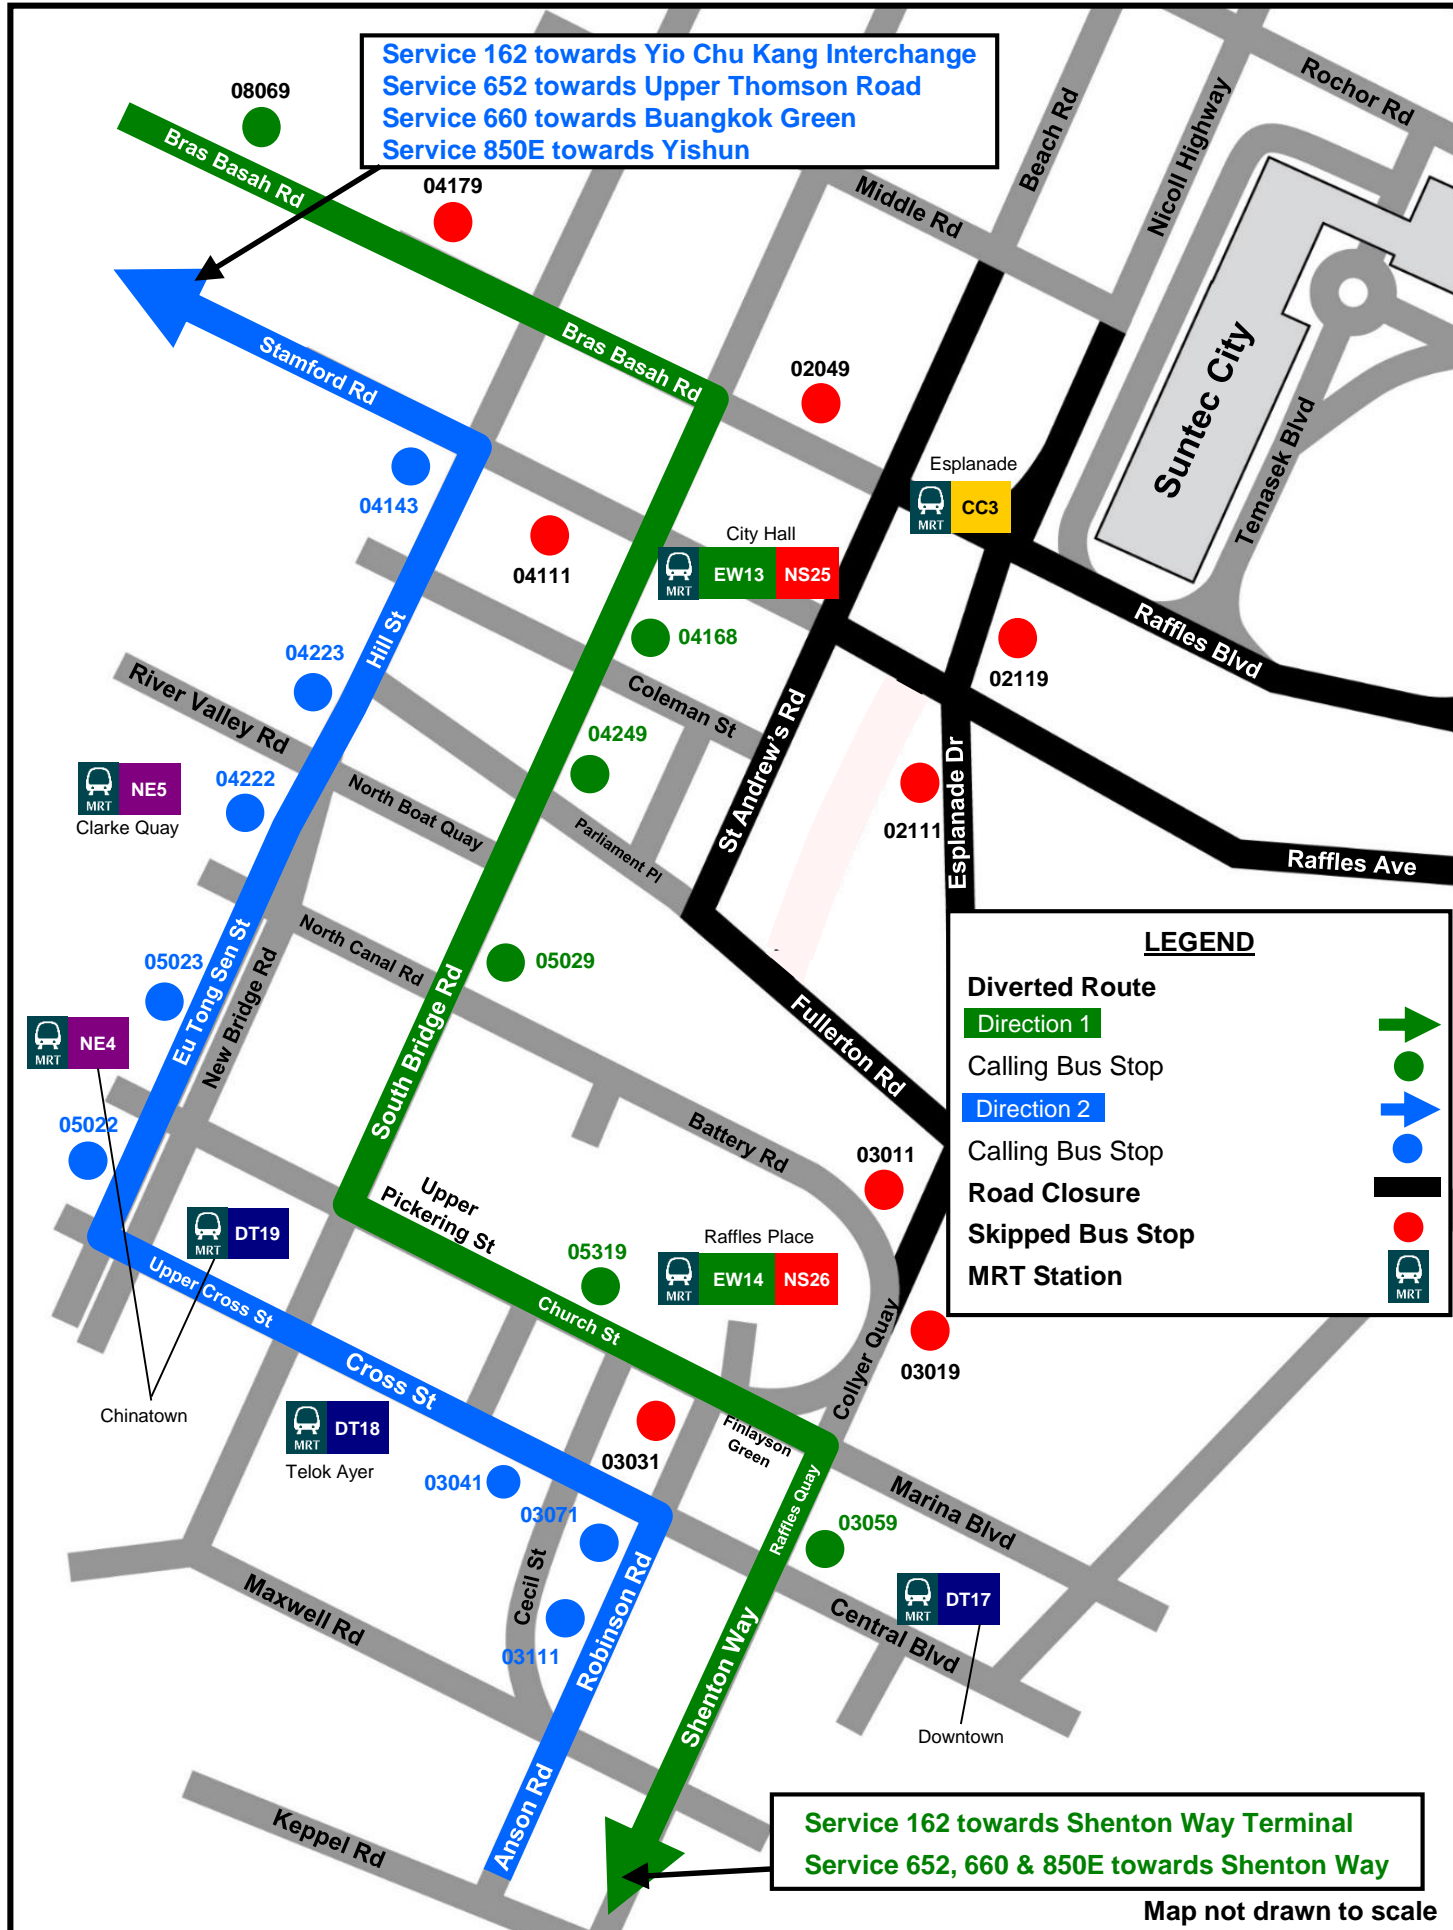 Service 162 towards Yio Chu Kang Interchange
Service 652 towards Upper Thomson Road
Service 660 towards Buangkok Green
Service 850E towards Yishun
Rochor Rd
08069
Beach Rd
Nicoll Highway
Bras Basah Rd
04179
Middle Rd
Bras Basah Rd
Stamford Rd
02049
Suntec City
Temasek Blvd
Esplanade
MRT
CC3
04143
04111
City Hall
MRT
EW13
NS25
Hill St
04168
Raffles Blvd
02119
04223
River Valley Rd
Coleman St
04249
St Andrew's Rd
Esplanade Dr
MRT
NE5
Clarke Quay
04222
North Boat Quay
Parliament Pl
02111
Raffles Ave
North Canal Rd
05029
05023
Eu Tong Sen St
New Bridge Rd
South Bridge Rd
Fullerton Rd
MRT
NE4
05022
Battery Rd
03011
LEGEND
Diverted Route
Direction 1
Calling Bus Stop
Direction 2
Calling Bus Stop
Road Closure
Skipped Bus Stop
MRT Station
MRT
Upper
Pickering St
MRT
DT19
Raffles Place
MRT
EW14
NS26
05319
Upper Cross St
Church St
Collyer Quay
03019
Cross St
Chinatown
MRT
DT18
Telok Ayer
03031
Finlayson
Green
03041
03071
Raffles Quay
03059
Marina Blvd
Cecil St
Robinson Rd
MRT
DT17
Maxwell Rd
03111
Central Blvd
Shenton Way
Downtown
Anson Rd
Keppel Rd
Service 162 towards Shenton Way Terminal
Service 652, 660 & 850E towards Shenton Way
Map not drawn to scale